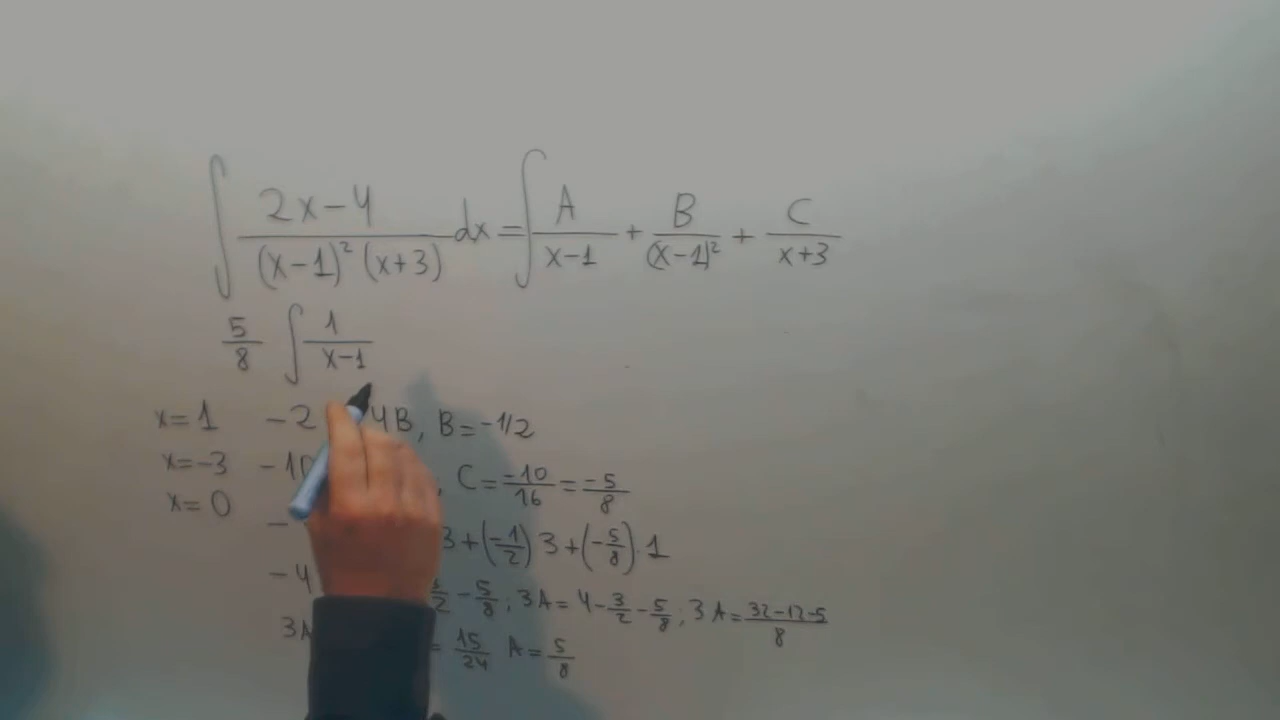 ∫ (2x-4)/((x-1)²(x+3)) dx = ∫ A/(x-1) + B/(x-1)² + C/(x+3)
5/8 ∫ 1/(x-1)
x=1 -2 4B, B=-1/2
x=-3 -10 , C= -10/16 = -5/8
x=0
- 3+(-1/2)3+(-5/8)·1
-4 /2 -5/8; 3A=4-3/2-5/8; 3A= (32-12-5)/8
3A = 15/24 A= 5/8